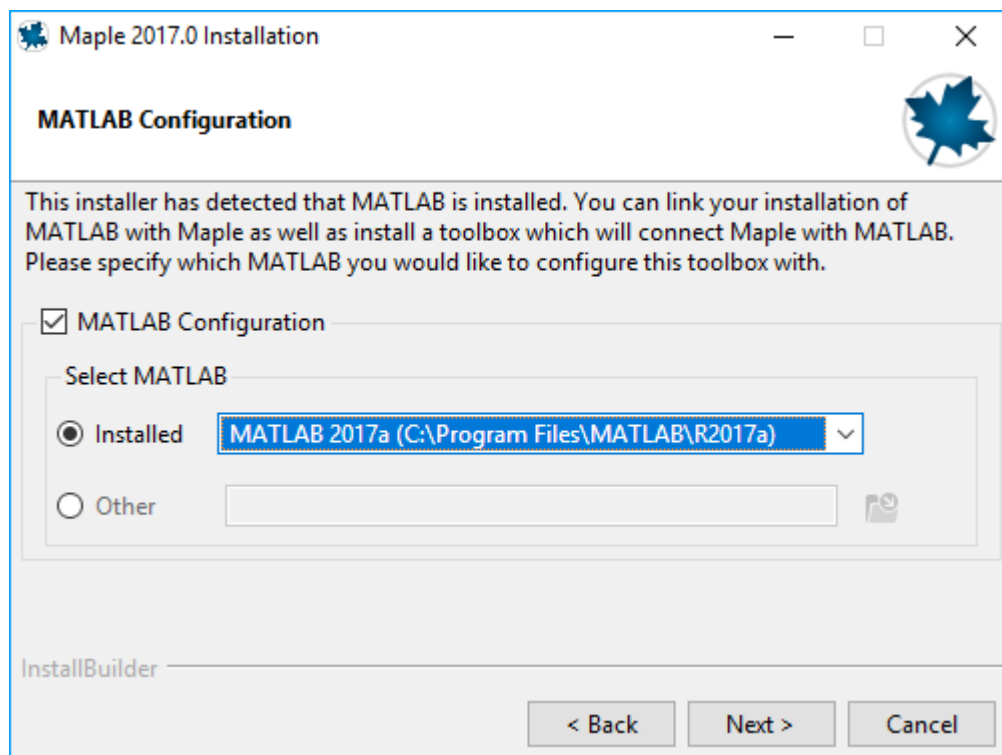 Maple 2017.0 Installation
MATLAB Configuration
This installer has detected that MATLAB is installed. You can link your installation of
MATLAB with Maple as well as install a toolbox which will connect Maple with MATLAB.
Please specify which MATLAB you would like to configure this toolbox with.
MATLAB Configuration
Select MATLAB
Installed MATLAB 2017a (C:\Program Files\MATLAB\R2017a)
Other
InstallBuilder
< Back Next > Cancel